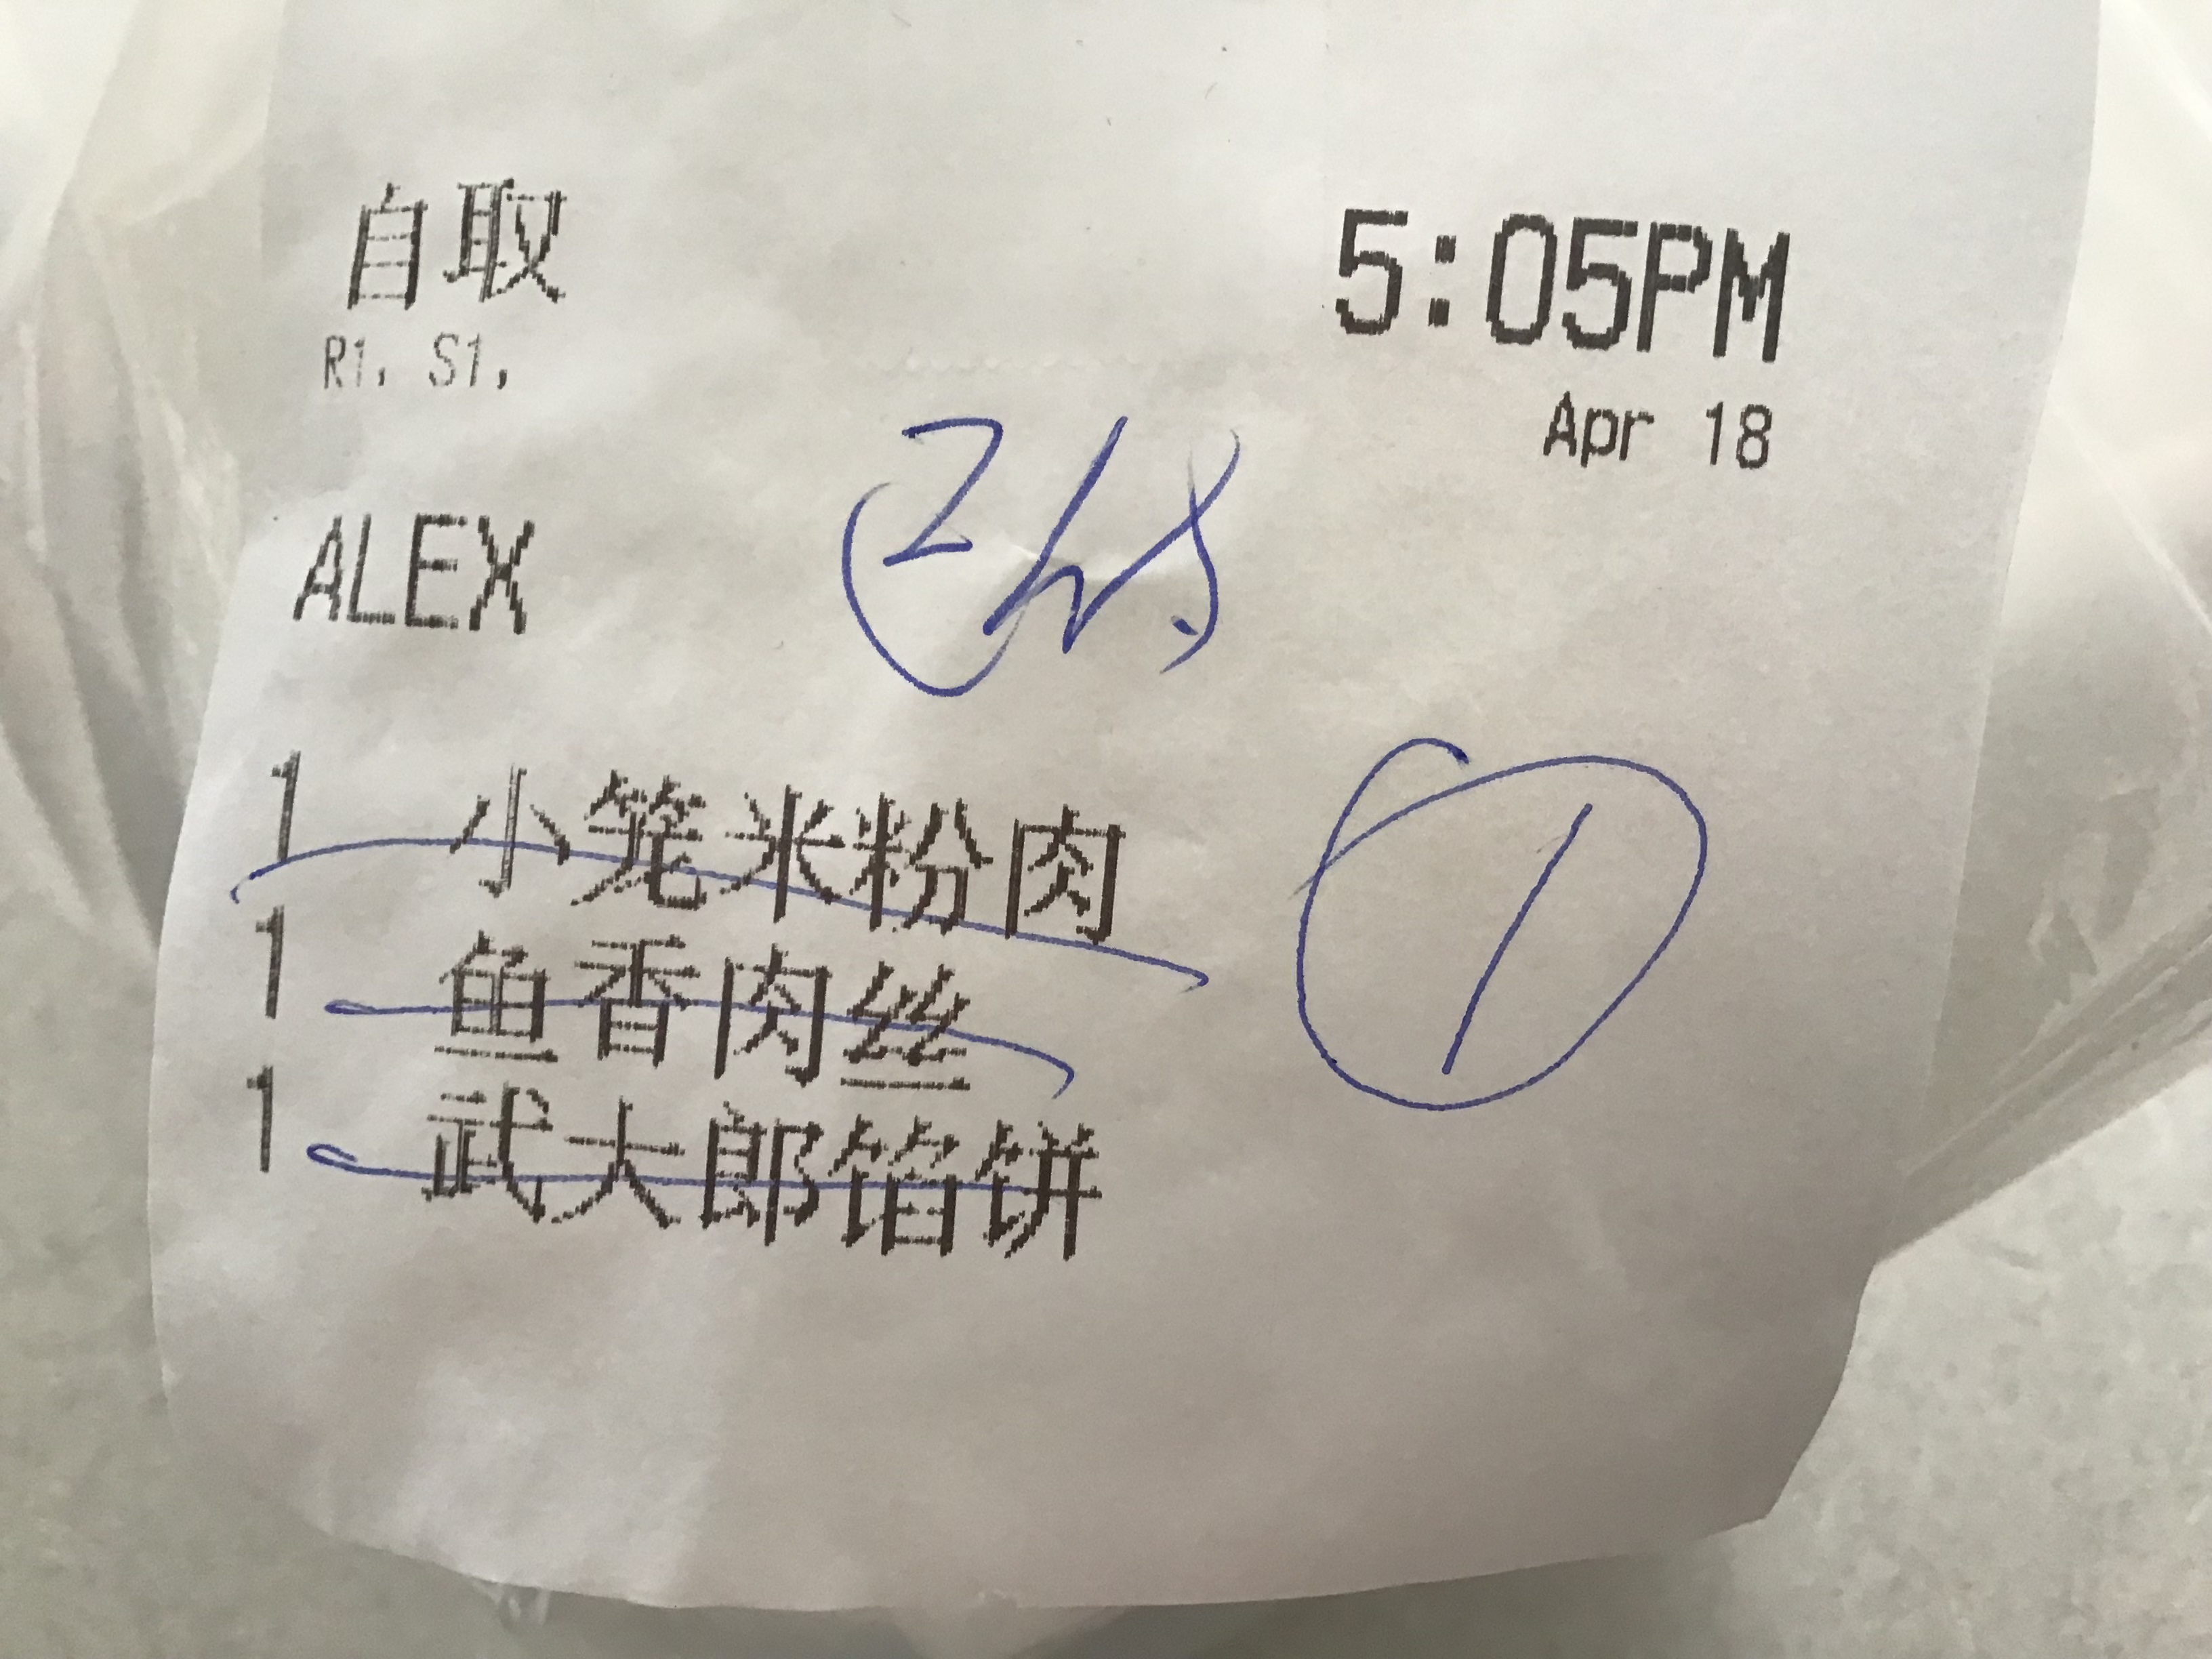 自取
5:05PM
R1, S1,
Apr 18
ALEX
1 小笼米粉肉
1
1 鱼香肉丝
1 武大郎馅饼